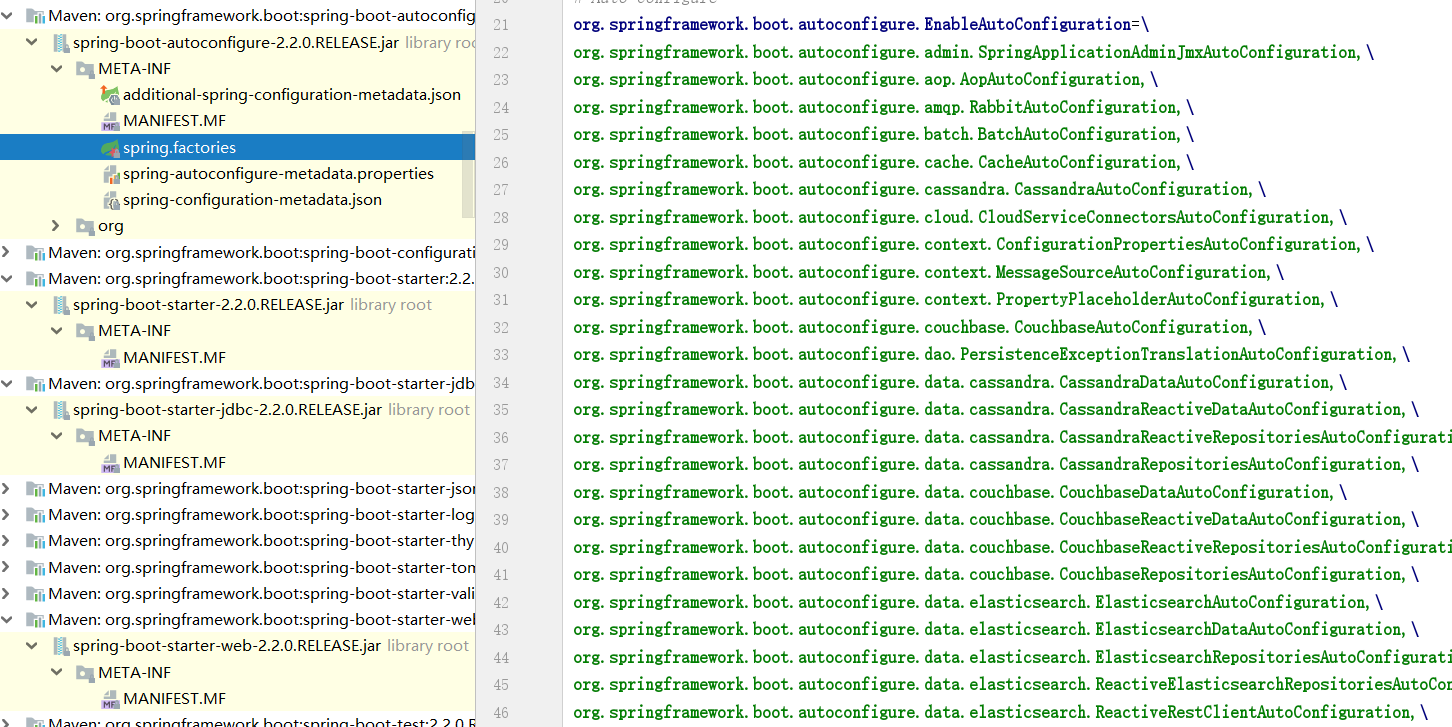 Maven: org.springframework.boot:spring-boot-autoconfig
spring-boot-autoconfigure-2.2.0.RELEASE.jar library roo
META-INF
additional-spring-configuration-metadata.json
MANIFEST.MF
spring.factories
spring-autoconfigure-metadata.properties
spring-configuration-metadata.json
org
Maven: org.springframework.boot:spring-boot-configurati
Maven: org.springframework.boot:spring-boot-starter:2.2.
spring-boot-starter-2.2.0.RELEASE.jar library root
META-INF
MANIFEST.MF
Maven: org.springframework.boot:spring-boot-starter-jdb
spring-boot-starter-jdbc-2.2.0.RELEASE.jar library root
META-INF
MANIFEST.MF
Maven: org.springframework.boot:spring-boot-starter-jsor
Maven: org.springframework.boot:spring-boot-starter-log
Maven: org.springframework.boot:spring-boot-starter-thy
Maven: org.springframework.boot:spring-boot-starter-tom
Maven: org.springframework.boot:spring-boot-starter-vali
Maven: org.springframework.boot:spring-boot-starter-wel
spring-boot-starter-web-2.2.0.RELEASE.jar library root
META-INF
MANIFEST.MF
Maven: org.springframework.boot:spring-boot-test:2.2.0.R
20 # Auto Configure
21 org.springframework.boot.autoconfigure.EnableAutoConfiguration=\
22 org.springframework.boot.autoconfigure.admin.SpringApplicationAdminJmxAutoConfiguration,\
23 org.springframework.boot.autoconfigure.aop.AopAutoConfiguration,\
24 org.springframework.boot.autoconfigure.amqp.RabbitAutoConfiguration,\
25 org.springframework.boot.autoconfigure.batch.BatchAutoConfiguration,\
26 org.springframework.boot.autoconfigure.cache.CacheAutoConfiguration,\
27 org.springframework.boot.autoconfigure.cassandra.CassandraAutoConfiguration,\
28 org.springframework.boot.autoconfigure.cloud.CloudServiceConnectorsAutoConfiguration,\
29 org.springframework.boot.autoconfigure.context.ConfigurationPropertiesAutoConfiguration,\
30 org.springframework.boot.autoconfigure.context.MessageSourceAutoConfiguration,\
31 org.springframework.boot.autoconfigure.context.PropertyPlaceholderAutoConfiguration,\
32 org.springframework.boot.autoconfigure.couchbase.CouchbaseAutoConfiguration,\
33 org.springframework.boot.autoconfigure.dao.PersistenceExceptionTranslationAutoConfiguration,\
34 org.springframework.boot.autoconfigure.data.cassandra.CassandraDataAutoConfiguration,\
35 org.springframework.boot.autoconfigure.data.cassandra.CassandraReactiveDataAutoConfiguration,\
36 org.springframework.boot.autoconfigure.data.cassandra.CassandraReactiveRepositoriesAutoConfigurati
37 org.springframework.boot.autoconfigure.data.cassandra.CassandraRepositoriesAutoConfiguration,\
38 org.springframework.boot.autoconfigure.data.couchbase.CouchbaseDataAutoConfiguration,\
39 org.springframework.boot.autoconfigure.data.couchbase.CouchbaseReactiveDataAutoConfiguration,\
40 org.springframework.boot.autoconfigure.data.couchbase.CouchbaseReactiveRepositoriesAutoConfigurati
41 org.springframework.boot.autoconfigure.data.couchbase.CouchbaseRepositoriesAutoConfiguration,\
42 org.springframework.boot.autoconfigure.data.elasticsearch.ElasticsearchAutoConfiguration,\
43 org.springframework.boot.autoconfigure.data.elasticsearch.ElasticsearchDataAutoConfiguration,\
44 org.springframework.boot.autoconfigure.data.elasticsearch.ElasticsearchRepositoriesAutoConfigurati
45 org.springframework.boot.autoconfigure.data.elasticsearch.ReactiveElasticsearchRepositoriesAutoCon
46 org.springframework.boot.autoconfigure.data.elasticsearch.ReactiveRestClientAutoConfiguration,\